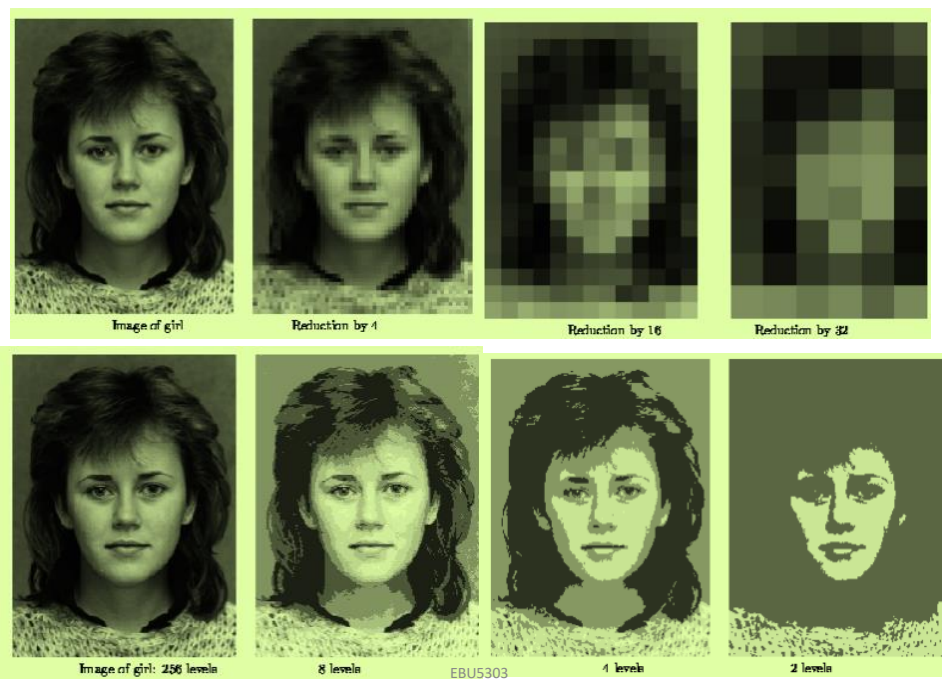 Image of girl
Reduction by 4
Reduction by 16
Reduction by 32
Image of girl: 256 levels
8 levels
4 levels
2 levels
EBU5303